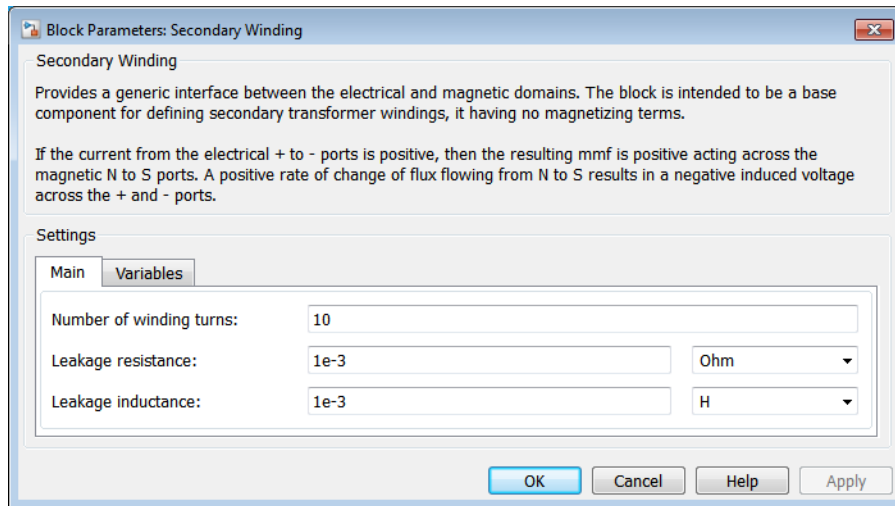 Block Parameters: Secondary Winding
Secondary Winding
Provides a generic interface between the electrical and magnetic domains. The block is intended to be a base
component for defining secondary transformer windings, it having no magnetizing terms.
If the current from the electrical + to - ports is positive, then the resulting mmf is positive acting across the
magnetic N to S ports. A positive rate of change of flux flowing from N to S results in a negative induced voltage
across the + and - ports.
Settings
Main Variables
Number of winding turns: 10
Leakage resistance: 1e-3 Ohm
Leakage inductance: 1e-3 H
OK Cancel Help Apply